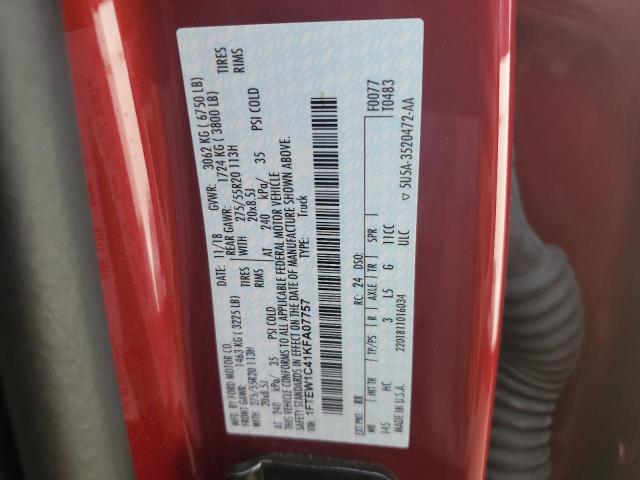 MFD. BY FORD MOTOR CO.
DATE: 11/18 GVWR: 3062 KG ( 6750 LB)
FRONT GAWR: 1463 KG ( 3225 LB) REAR GAWR: 1724 KG ( 3800 LB)
WITH 275/55R20 113H TIRES WITH 275/55R20 113H TIRES
20x8.5J RIMS 20x8.5J RIMS
AT 240 kPa/ 35 PSI COLD AT 240 kPa/ 35 PSI COLD
THIS VEHICLE CONFORMS TO ALL APPLICABLE FEDERAL MOTOR VEHICLE
SAFETY STANDARDS IN EFFECT ON THE DATE OF MANUFACTURE SHOWN ABOVE.
VIN: 1FTEW1C41KFA07757 TYPE: Truck
F0077
T0483
EXT PNT: RR RC: 24 DSO:
WB INT TR TP/PS R AXLE TR SPR
145 HC 3 L5 G 11CC
MADE IN U.S.A. 2201811016034 ULC
5U5A-3520472-AA